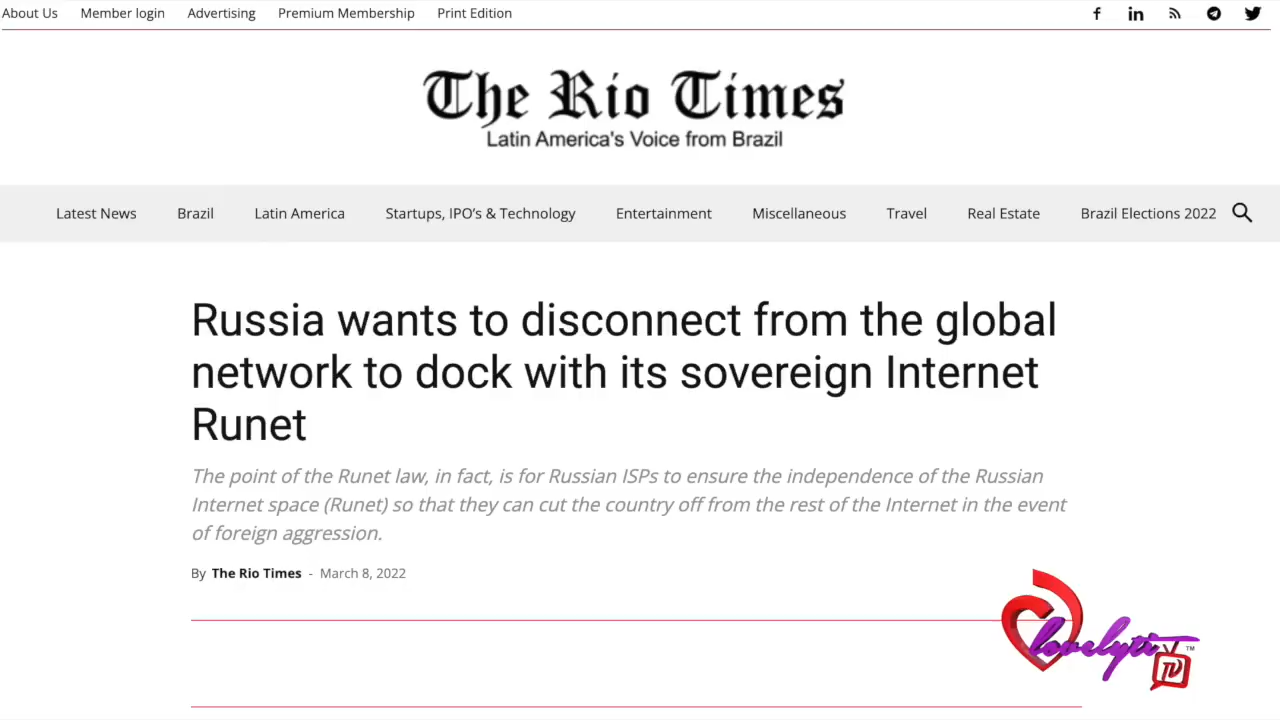 About Us Member login Advertising Premium Membership Print Edition
The Rio Times
Latin America's Voice from Brazil
Latest News Brazil Latin America Startups, IPO's & Technology Entertainment Miscellaneous Travel Real Estate Brazil Elections 2022
Russia wants to disconnect from the global
network to dock with its sovereign Internet
Runet
The point of the Runet law, in fact, is for Russian ISPs to ensure the independence of the Russian
Internet space (Runet) so that they can cut the country off from the rest of the Internet in the event
of foreign aggression.
By The Rio Times - March 8, 2022
lovelyti
TV
TM